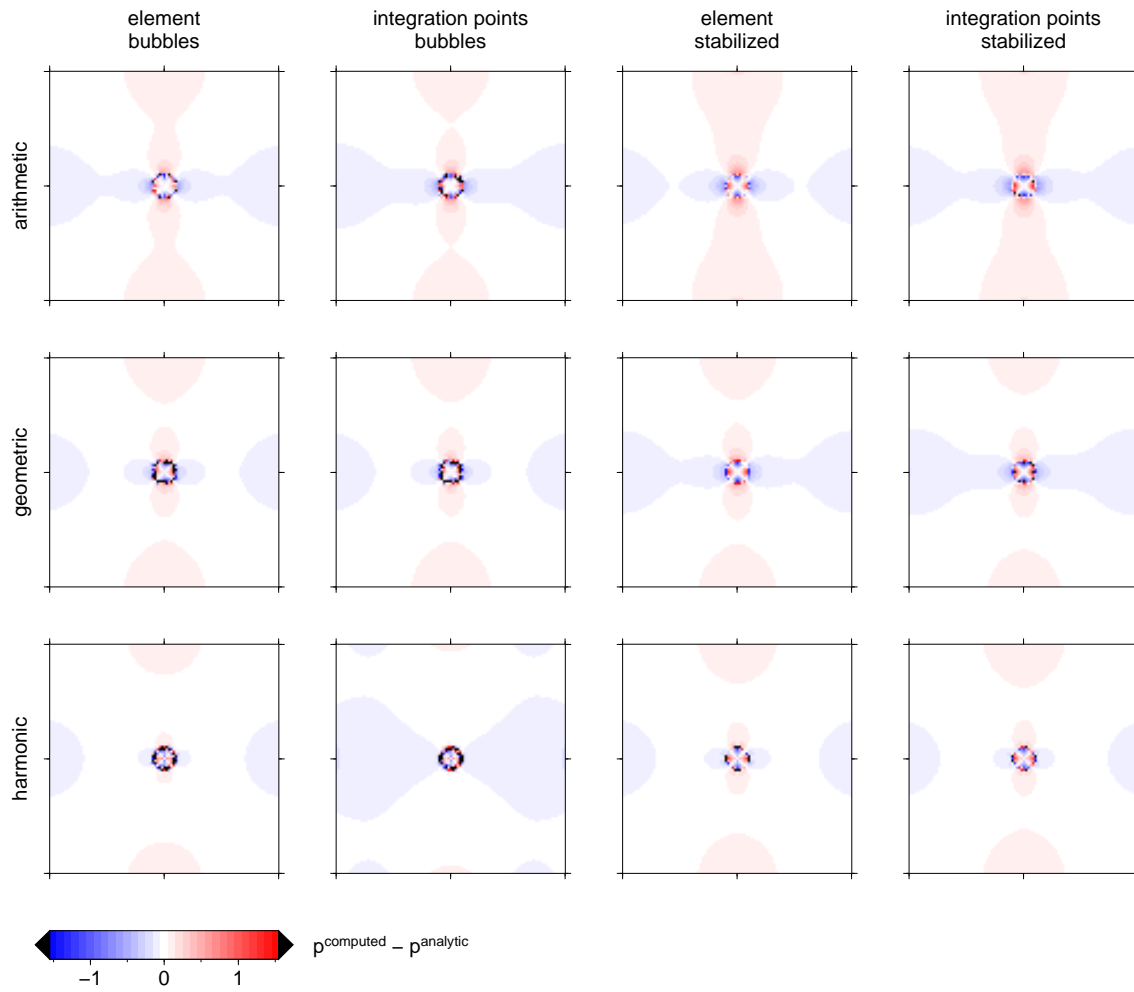 element
bubbles
integration points
bubbles
element
stabilized
integration points
stabilized
arithmetic
geometric
harmonic
−1 0 1
pcomputed − panalytic